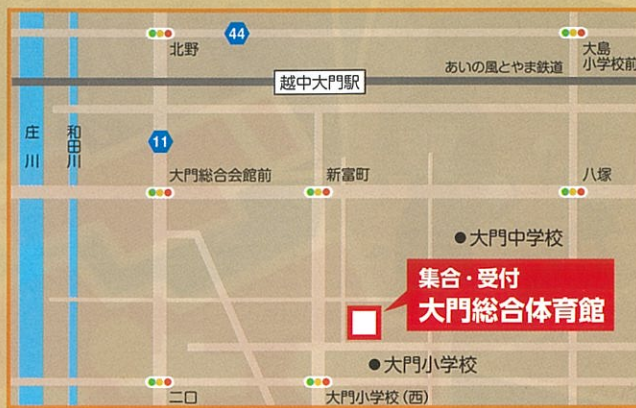 44
北野
大島
小学校前
あいの風とやま鉄道
越中大門駅
庄川
和田川
11
大門総合会館前
新富町
八塚
大門中学校
集合・受付
大門総合体育館
大門小学校
二口
大門小学校(西)